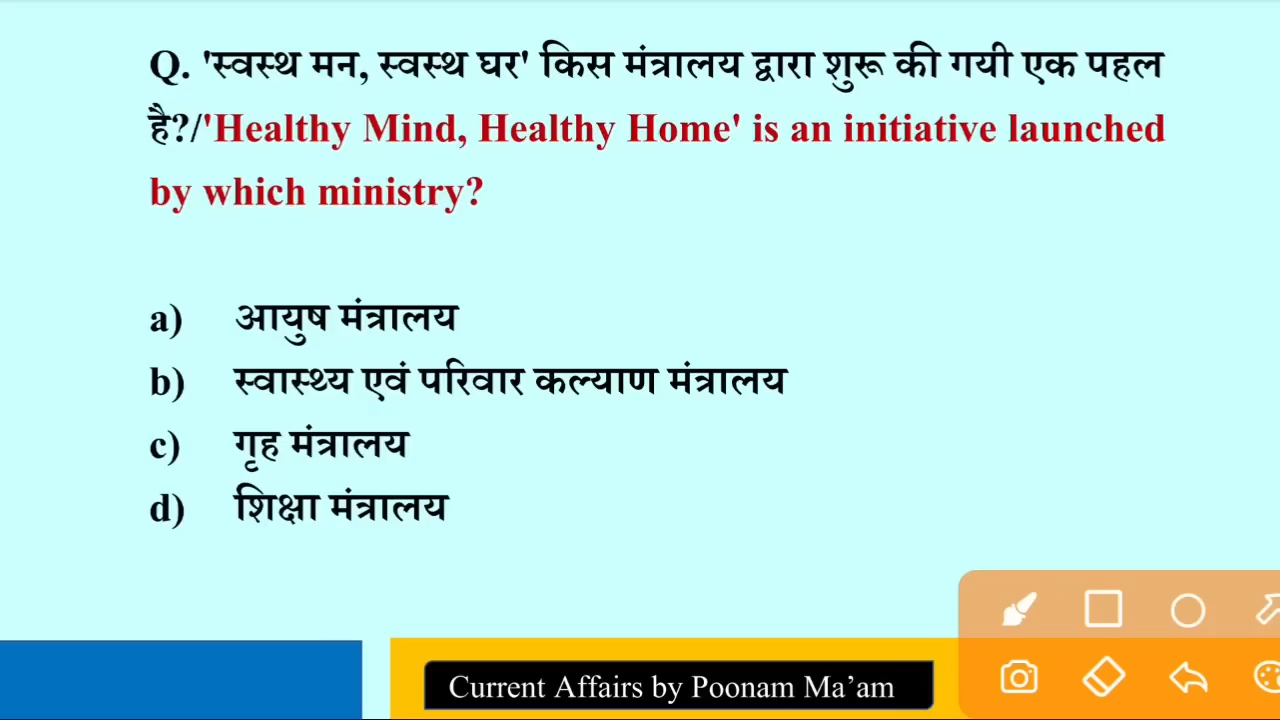 Q. 'स्वस्थ मन, स्वस्थ घर' किस मंत्रालय द्वारा शुरू की गयी एक पहल
है?/'Healthy Mind, Healthy Home' is an initiative launched
by which ministry?
a) आयुष मंत्रालय
b) स्वास्थ्य एवं परिवार कल्याण मंत्रालय
c) गृह मंत्रालय
d) शिक्षा मंत्रालय
Current Affairs by Poonam Ma’am